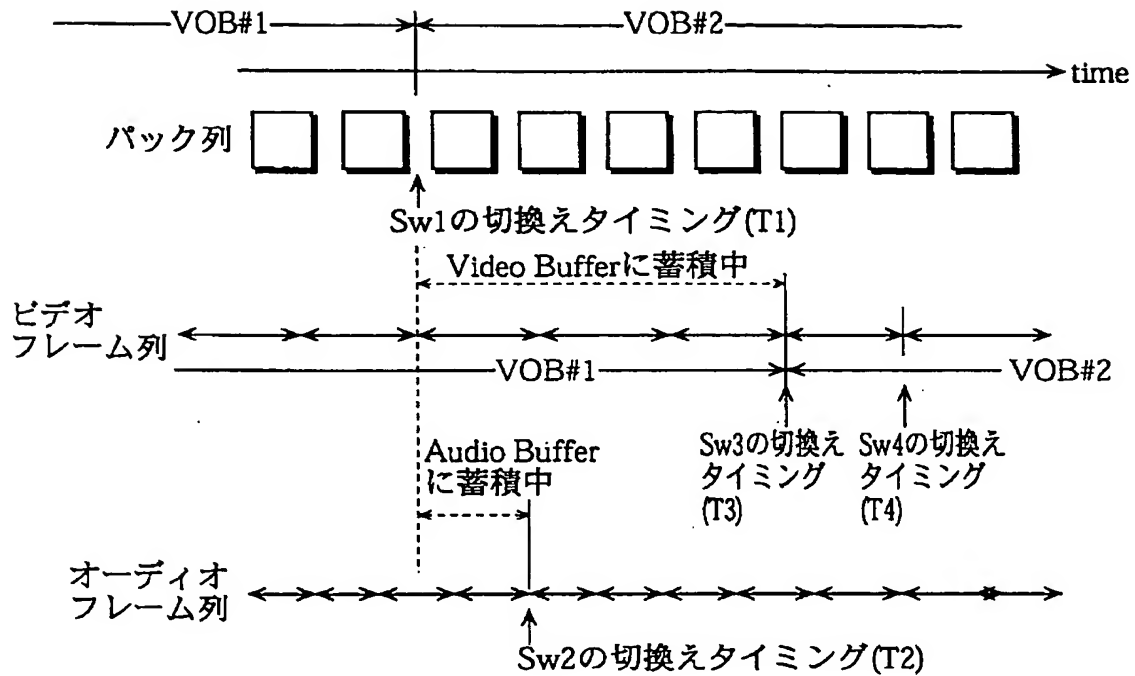 VOB#1
VOB#2
time
パック列
Sw1の切換えタイミング(T1)
Video Bufferに蓄積中
ビデオ
フレーム列
VOB#1
VOB#2
Sw3の切換え
タイミング
(T3)
Sw4の切換え
タイミング
(T4)
Audio Buffer
に蓄積中
オーディオ
フレーム列
Sw2の切換えタイミング(T2)